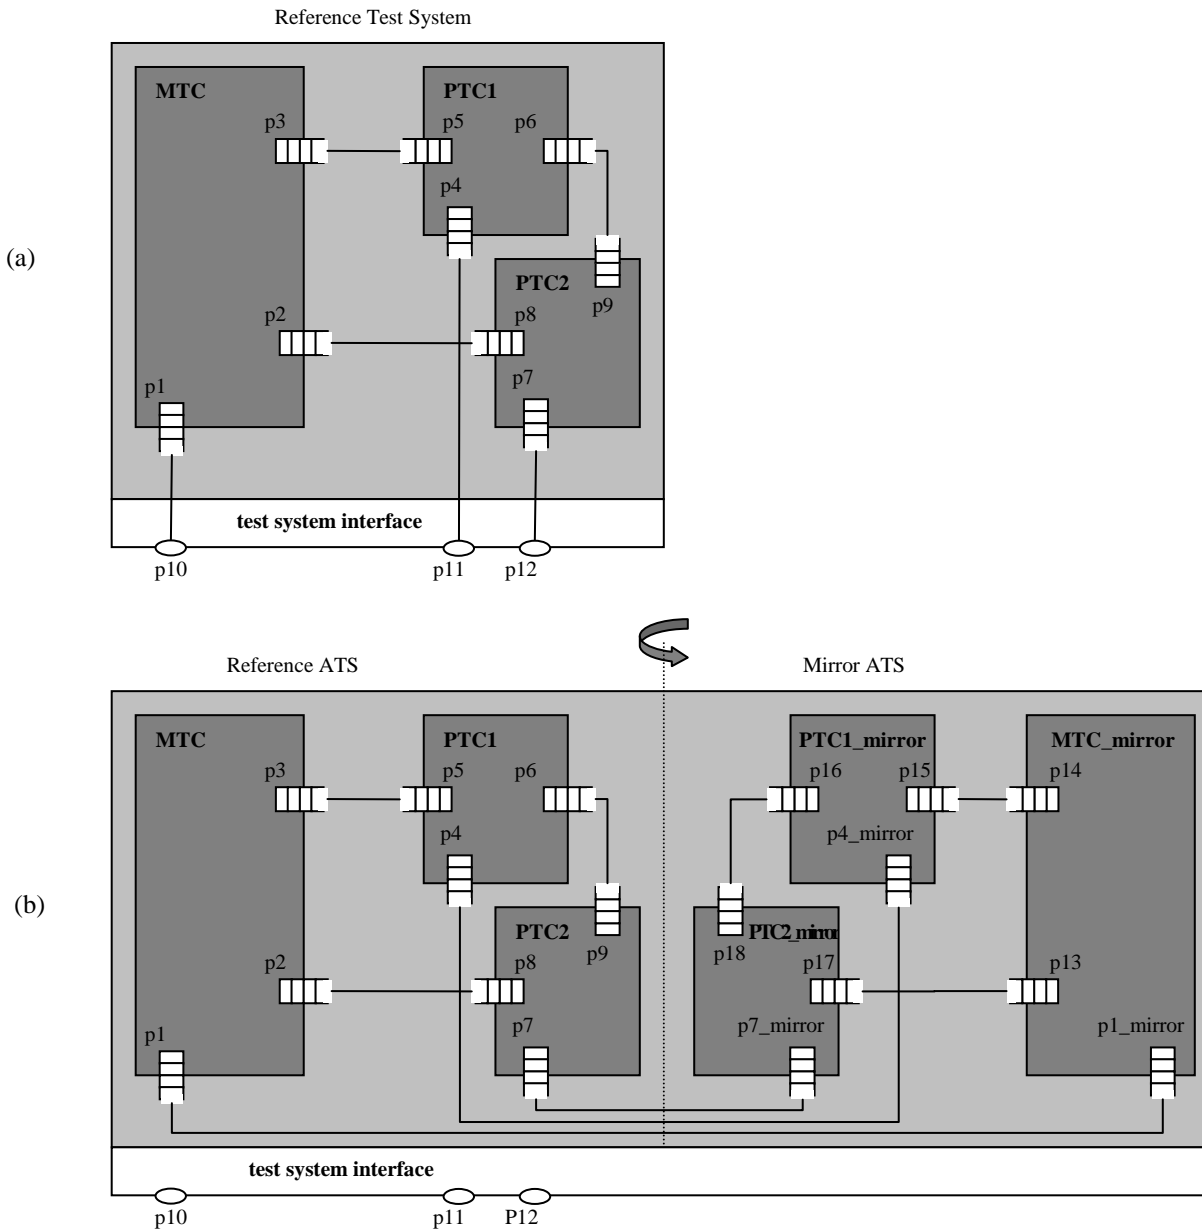 Reference Test System
MTC
PTC1
p3
p5
p6
p4
(a)
PTC2
p9
p2
p8
p7
p1
test system interface
p10
p11
p12
Reference ATS
Mirror ATS
MTC
PTC1
PTC1_mirror
MTC_mirror
p3
p5
p6
p16
p15
p14
p4
p4_mirror
(b)
PTC2
PTC2_mirror
p9
p18
p2
p8
p17
p13
p1
p7
p7_mirror
p1_mirror
test system interface
p10
p11
P12